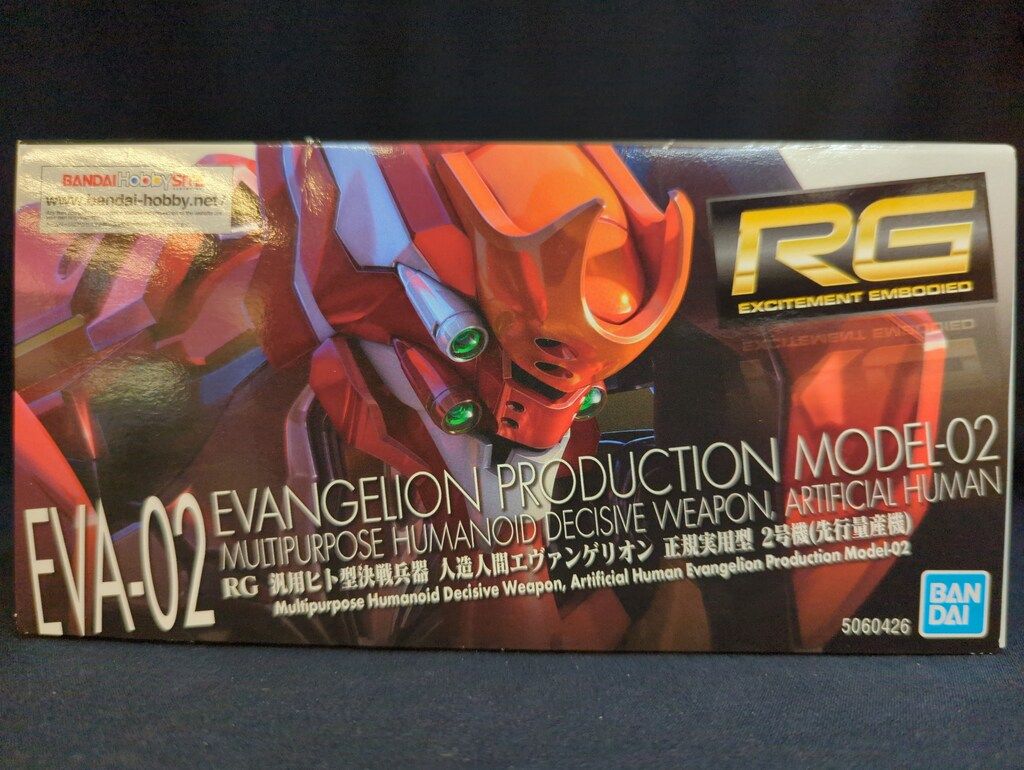 BANDAI HobbySITE
www.bandai-hobby.net/
RG
EXCITEMENT EMBODIED
EVA-02
EVANGELION PRODUCTION MODEL-02
MULTIPURPOSE HUMANOID DECISIVE WEAPON, ARTIFICIAL HUMAN
RG 汎用ヒト型決戦兵器 人造人間エヴァンゲリオン 正規実用型 2号機(先行量産機)
Multipurpose Humanoid Decisive Weapon, Artificial Human Evangelion Production Model-02
5060426
BAN
DAI